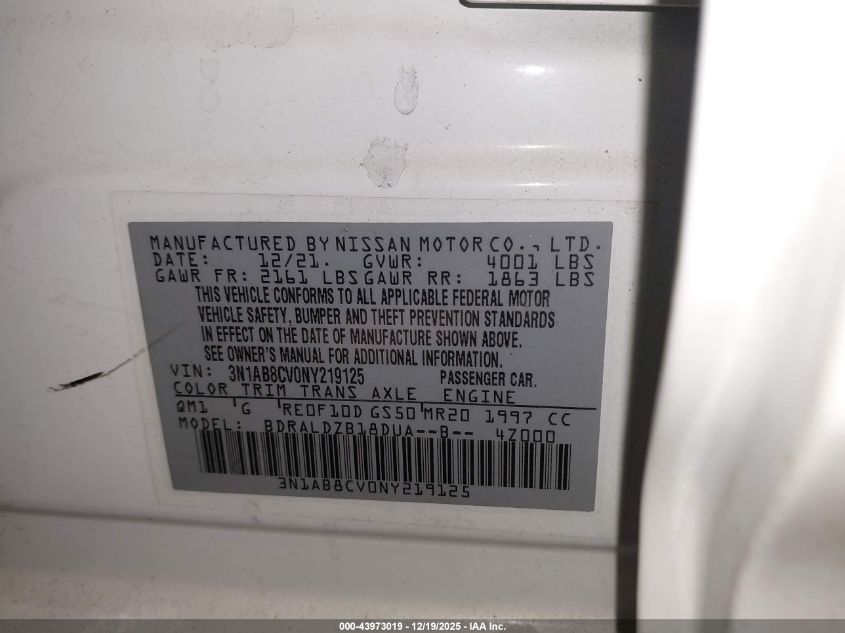 MANUFACTURED BY NISSAN MOTOR CO., LTD.
DATE: 12/21. GVWR: 4001 LBS
GAWR FR: 2161 LBS GAWR RR: 1863 LBS
THIS VEHICLE CONFORMS TO ALL APPLICABLE FEDERAL MOTOR
VEHICLE SAFETY, BUMPER AND THEFT PREVENTION STANDARDS
IN EFFECT ON THE DATE OF MANUFACTURE SHOWN ABOVE.
SEE OWNER'S MANUAL FOR ADDITIONAL INFORMATION.
VIN: 3N1AB8CV0NY219125 PASSENGER CAR.
COLOR TRIM TRANS AXLE ENGINE
QM1 G RE0F10D GS50 MR20 1997 CC
MODEL: BDRALDZB18DUA--B-- 4Z000
3N1AB8CV0NY219125
000-43973019 - 12/19/2025 - IAA Inc.